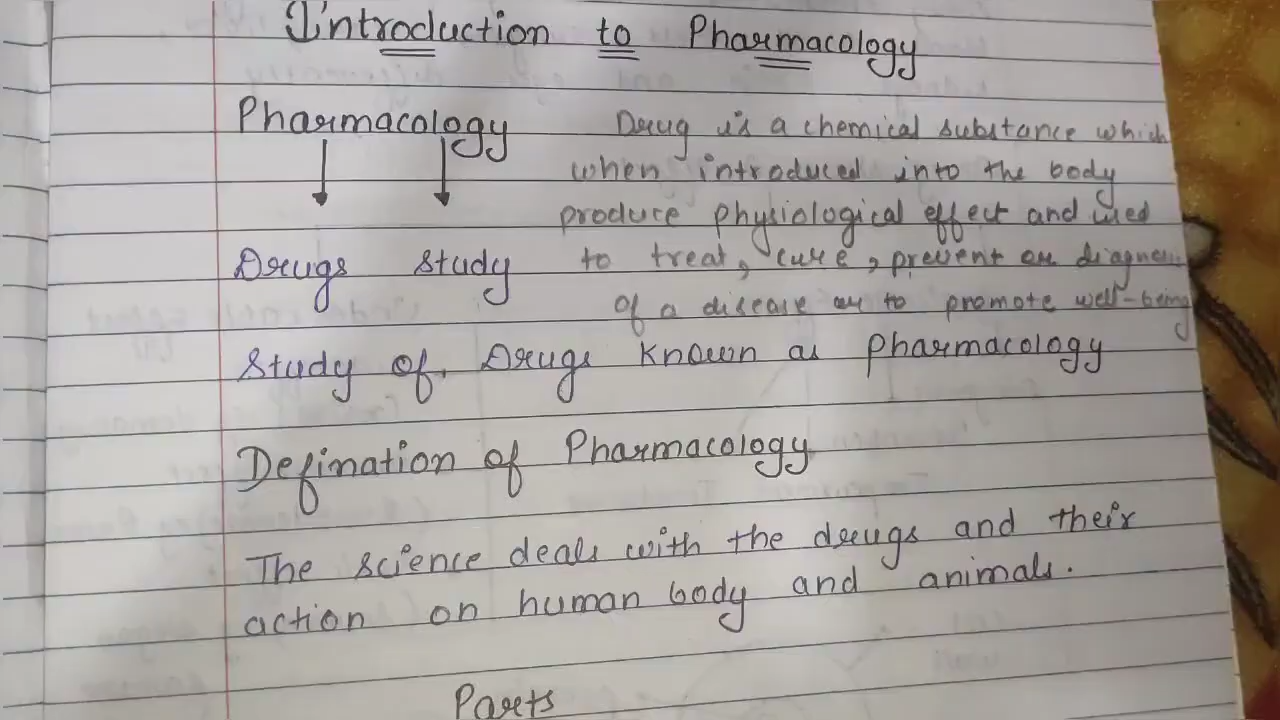 Introduction to Pharmacology
Pharmacology
Drugs study
Drug is a chemical substance which
when introduced into the body
produce physiological effect and used
to treat, cure, prevent or
of a disease or to promote well-being
Study of Drugs known as pharmacology
Defination of Pharmacology
The science deals with the drugs and their
action on human body and animals.
Parts